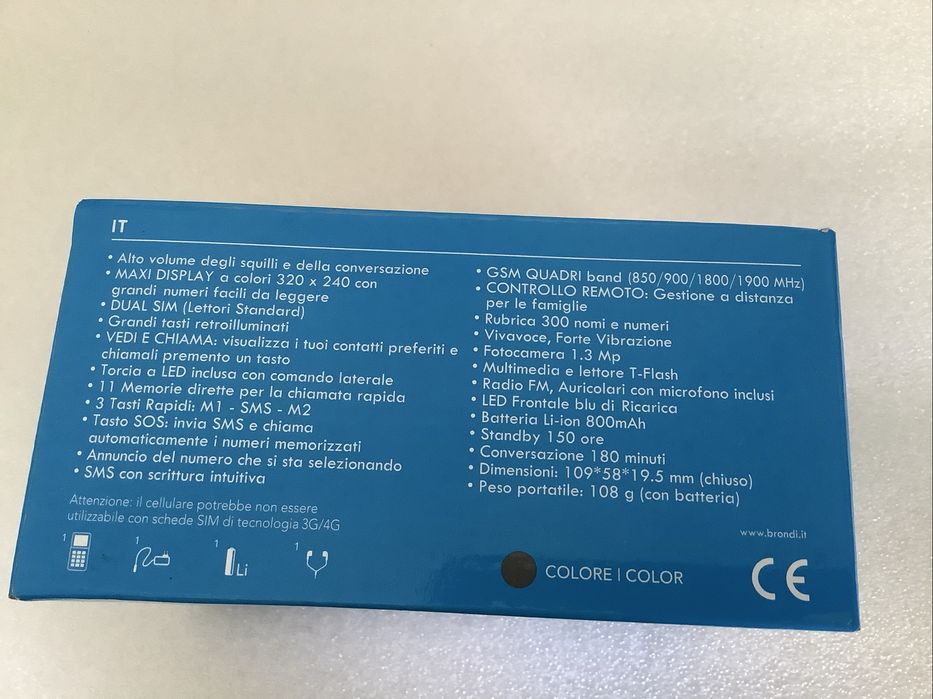 IT
• Alto volume degli squilli e della conversazione
• MAXI DISPLAY a colori 320 x 240 con
grandi numeri facili da leggere
• DUAL SIM (Lettori Standard)
• Grandi tasti retroilluminati
• VEDI E CHIAMA: visualizza i tuoi contatti preferiti e
chiamali premento un tasto
• Torcia a LED inclusa con comando laterale
• 11 Memorie dirette per la chiamata rapida
• 3 Tasti Rapidi: M1 - SMS - M2
• Tasto SOS: invia SMS e chiama
automaticamente i numeri memorizzati
• Annuncio del numero che si sta selezionando
• SMS con scrittura intuitiva
Attenzione: il cellulare potrebbe non essere
utilizzabile con schede SIM di tecnologia 3G/4G
1 1 1 Li 1
• GSM QUADRI band (850/900/1800/1900 MHz)
• CONTROLLO REMOTO: Gestione a distanza
per le famiglie
• Rubrica 300 nomi e numeri
• Vivavoce, Forte Vibrazione
• Fotocamera 1.3 Mp
• Multimedia e lettore T-Flash
• Radio FM, Auricolari con microfono inclusi
• LED Frontale blu di Ricarica
• Batteria Li-ion 800mAh
• Standby 150 ore
• Conversazione 180 minuti
• Dimensioni: 109*58*19.5 mm (chiuso)
• Peso portatile: 108 g (con batteria)
www.brondi.it
COLORE | COLOR
CE